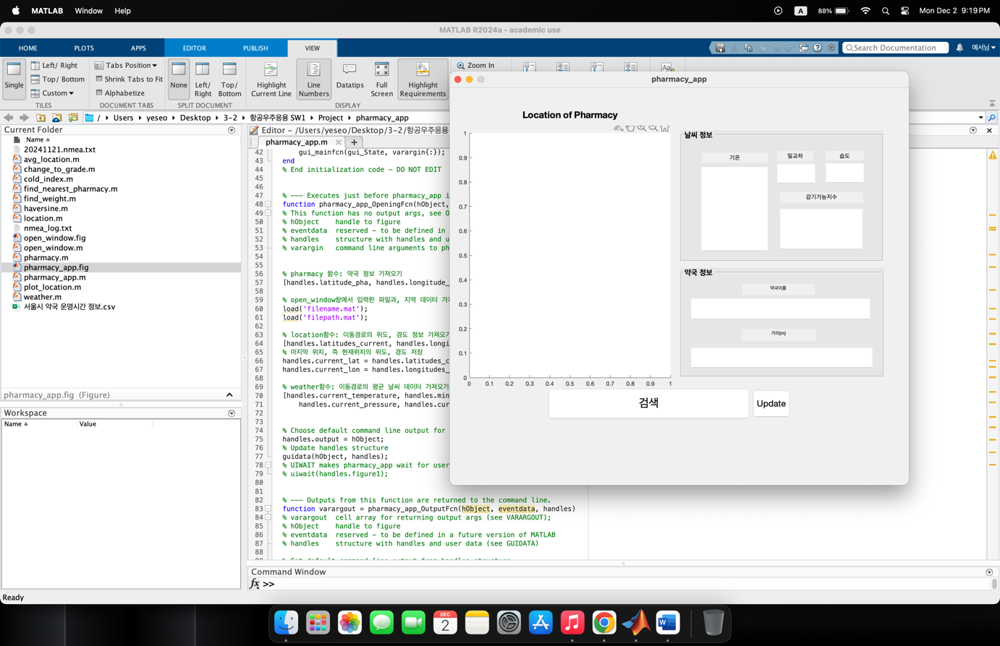 MATLAB Window Help
A 88% Mon Dec 2 9:19 PM
MATLAB R2024a - academic use
HOME PLOTS APPS EDITOR PUBLISH VIEW
Search Documentation
예서님
Single
Left/ Right
Top/ Bottom
Custom
TILES
Tabs Position
Shrink Tabs to Fit
Alphabetize
DOCUMENT TABS
None
Left/ Right
Top/ Bottom
SPLIT DOCUMENT
Highlight Current Line
Line Numbers
Datatips
Full Screen
Highlight Requirements
DISPLAY
Zoom In
/ Users yeseo Desktop 3-2 항공우주응용 SW1 Project pharmacy_app
Current Folder
Name
20241121.nmea.txt
avg_location.m
change_to_grade.m
cold_index.m
find_nearest_pharmacy.m
find_weight.m
haversine.m
location.m
nmea_log.txt
open_window.fig
open_window.m
pharmacy.m
pharmacy_app.fig
pharmacy_app.m
plot_location.m
weather.m
서울시 약국 운영시간 정보.csv
pharmacy_app.fig (Figure)
Workspace
Name Value
Ready
Editor - /Users/yeseo/Desktop/3-2/항공우주응용
pharmacy_app.m
42 gui_mainfcn(gui_State, varargin{:});
43 end
44 % End initialization code - DO NOT EDIT
45
46
47 % --- Executes just before pharmacy_app i
48 function pharmacy_app_OpeningFcn(hObject,
49 % This function has no output args, see O
50 % hObject handle to figure
51 % eventdata reserved - to be defined in
52 % handles structure with handles and u
53 % varargin command line arguments to ph
54
55
56 % pharmacy 함수: 약국 정보 가져오기
57 [handles.latitude_pha, handles.longitude_
58
59 % open_window창에서 입력한 파일과, 지역 데이터 가
60 load('filename.mat');
61 load('filepath.mat');
62
63 % location함수: 이동경로의 위도, 경도 정보 가져오기
64 [handles.latitudes_current, handles.longi
65 % 마지막 위치, 즉 현재위치의 위도, 경도 저장
66 handles.current_lat = handles.latitudes_c
67 handles.current_lon = handles.longitudes_
68
69 % weather함수: 이동경로의 평균 날씨 데이터 가져오기
70 [handles.current_temperature, handles.min
71 handles.current_pressure, handles.cur
72
73
74 % Choose default command line output for
75 handles.output = hObject;
76 % Update handles structure
77 guidata(hObject, handles);
78 % UIWAIT makes pharmacy_app wait for user
79 % uiwait(handles.figure1);
80
81
82 % --- Outputs from this function are returned to the command line.
83 function varargout = pharmacy_app_OutputFcn(hObject, eventdata, handles)
84 % varargout cell array for returning output args (see VARARGOUT);
85 % hObject handle to figure
86 % eventdata reserved - to be defined in a future version of MATLAB
87 % handles structure with handles and user data (see GUIDATA)
88
Command Window
fx >>
pharmacy_app
Location of Pharmacy
1
0.9
0.8
0.7
0.6
0.5
0.4
0.3
0.2
0.1
0
0 0.1 0.2 0.3 0.4 0.5 0.6 0.7 0.8 0.9 1
날씨 정보
기온 일교차 습도
감기가능지수
약국 정보
약국이름
거리(m)
검색 Update
DEC
2
W